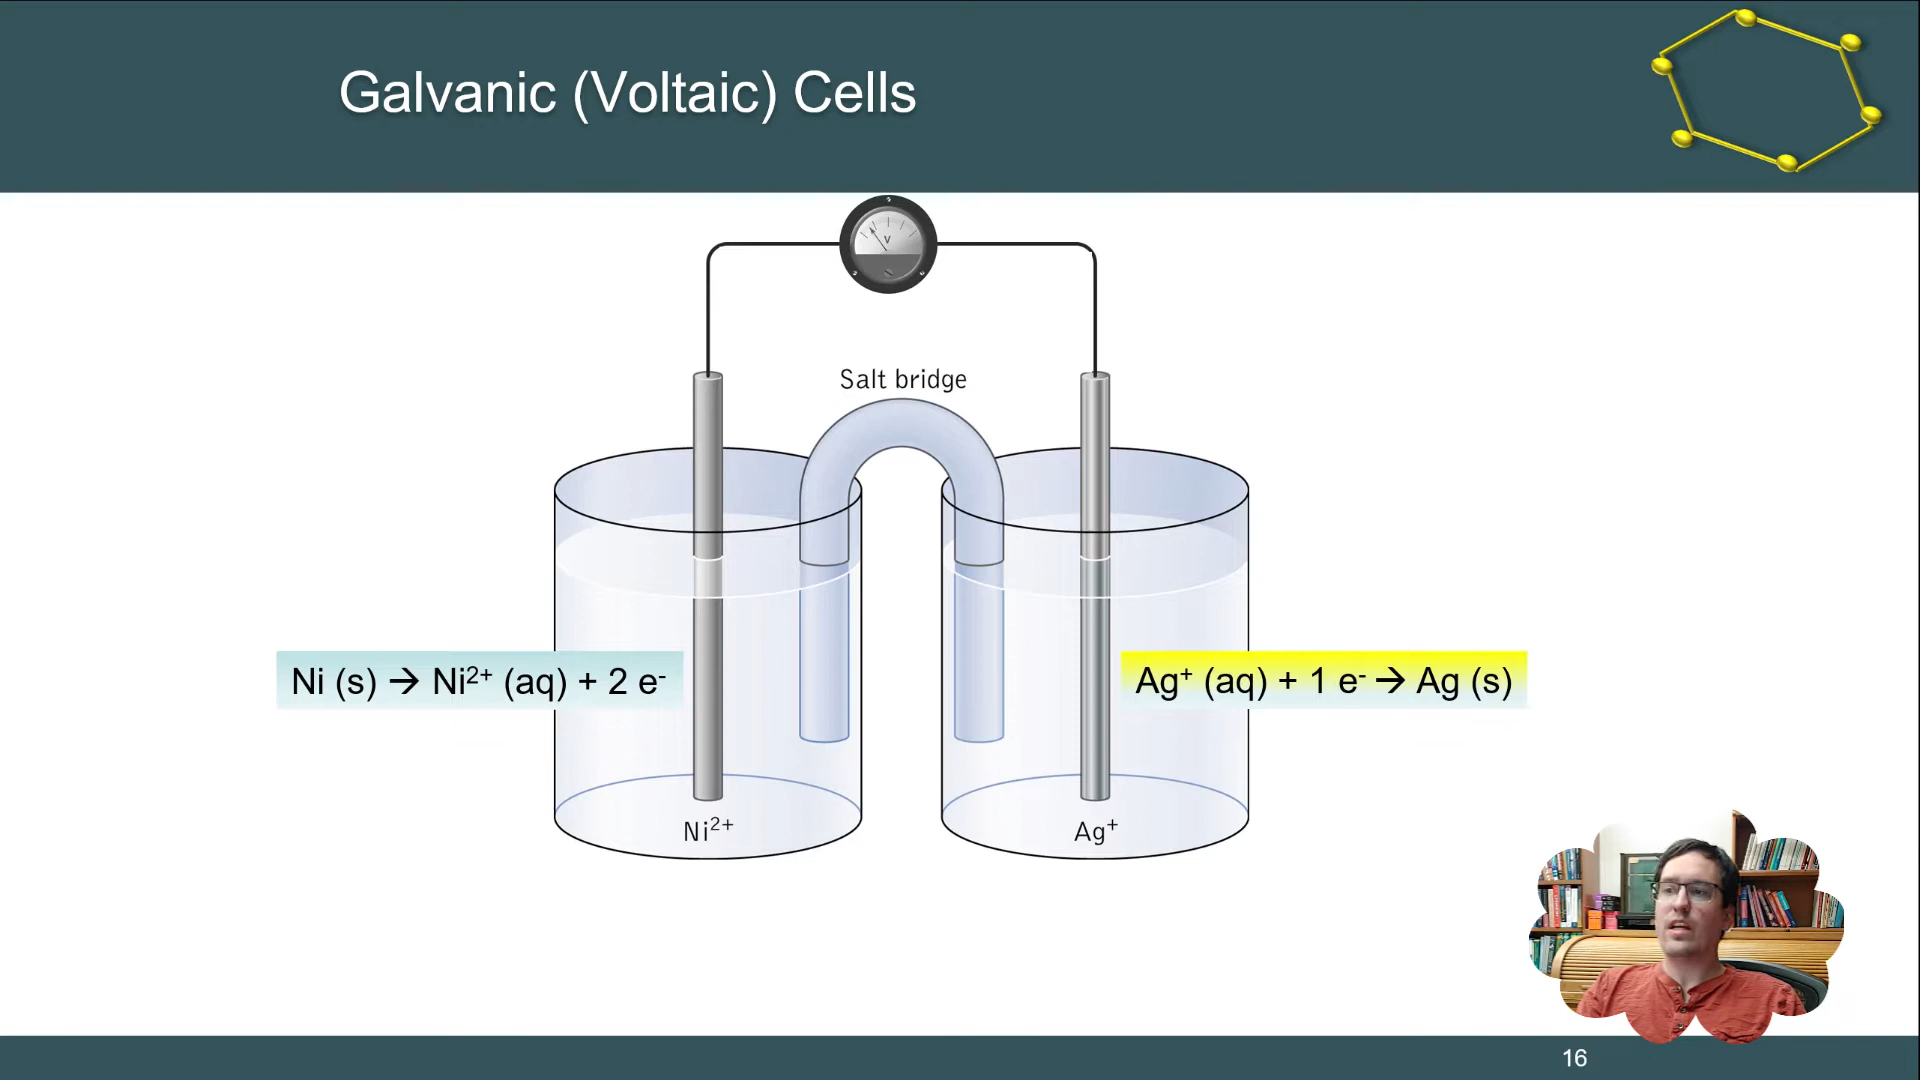 Galvanic (Voltaic) Cells
V
Salt bridge
Ni (s) → Ni²⁺ (aq) + 2 e⁻
Ag⁺ (aq) + 1 e⁻ → Ag (s)
Ni²⁺
Ag⁺
16